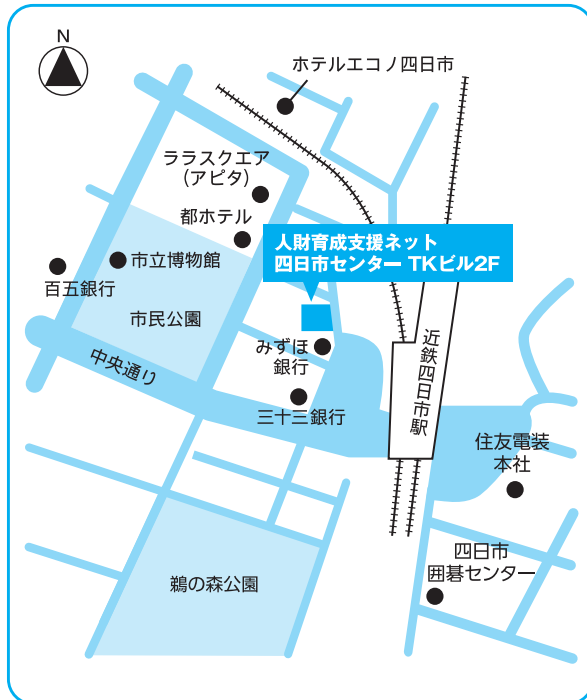 N
ホテルエコノ四日市
ララスクエア
(アピタ)
都ホテル
人財育成支援ネット
四日市センター TKビル2F
市立博物館
百五銀行
市民公園
みずほ
銀行
中央通り
近鉄四日市駅
三十三銀行
住友電装
本社
四日市
囲碁センター
鵜の森公園